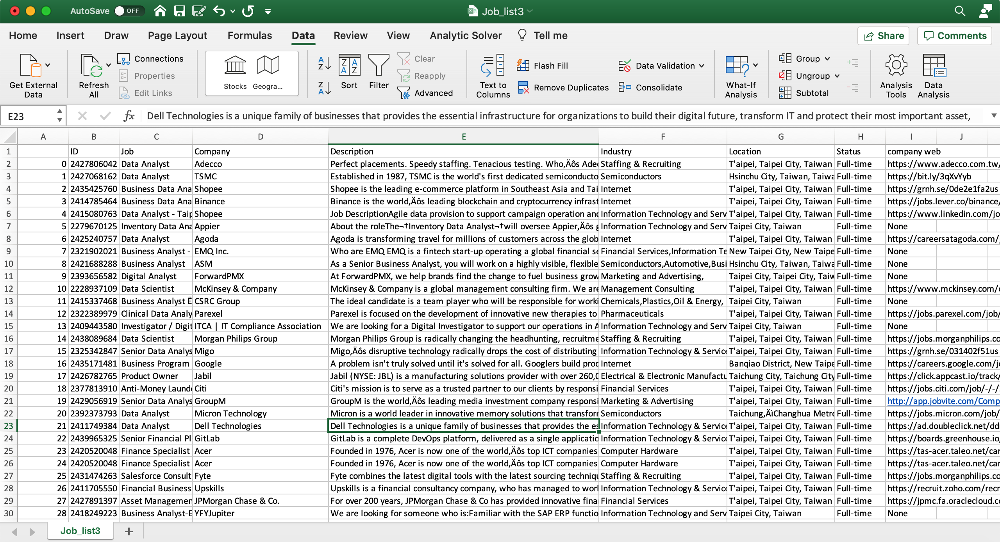 AutoSave OFF Job_list3
Home Insert Draw Page Layout Formulas Data Review View Analytic Solver Tell me Share Comments
Get External Data
Refresh All
Connections
Properties
Edit Links
Stocks Geogra...
Sort
Filter
Clear
Reapply
Advanced
Text to Columns
Flash Fill
Remove Duplicates
Data Validation
Consolidate
What-If Analysis
Group
Ungroup
Subtotal
Analysis Tools
Data Analysis
E23 fx Dell Technologies is a unique family of businesses that provides the essential infrastructure for organizations to build their digital future, transform IT and protect their most important asset,
A B C D E F G H I J
1 ID Job Company Description Industry Location Status company web
2 0 2427806042 Data Analyst Adecco Perfect placements. Speedy staffing. Tenacious testing. Who‚Äôs Adec Staffing & Recruiting T'aipei, Taipei City, Taiwan Full-time https://www.adecco.com.tw/
3 1 2427068162 Data Analyst TSMC Established in 1987, TSMC is the world's first dedicated semiconducto Semiconductors Hsinchu City, Taiwan, Taiwa Full-time https://bit.ly/3qXvYyb
4 2 2435425760 Business Data Ana Shopee Shopee is the leading e-commerce platform in Southeast Asia and Tai Internet T'aipei, Taipei City, Taiwan Full-time https://grnh.se/0de2e1fa2us
5 3 2414785464 Business Data Ana Binance Binance is the world‚Äôs leading blockchain and cryptocurrency infrast Internet T'aipei, Taipei City, Taiwan Full-time https://jobs.lever.co/binance/
6 4 2415080763 Data Analyst - Taip Shopee Job DescriptionAgile data provision to support campaign operation and Information Technology and Serv T'aipei, Taipei City, Taiwan Full-time https://www.linkedin.com/jo
7 5 2279670125 Inventory Data Ana Appier About the roleThe¬†Inventory Data Analyst¬†will oversee Appier‚Äôs g Information Technology and Serv Taipei City, Taiwan Full-time None
8 6 2425240757 Data Analyst Agoda Agoda is transforming travel for millions of customers across the glob Internet T'aipei, Taipei City, Taiwan Full-time https://careersatagoda.com/j
9 7 2321902021 Business Analyst - EMQ Inc. Who are EMQ EMQ is a fintech start-up operating a global financial se Financial Services,Information Te New Taipei City, New Taipe Full-time None
10 8 2421688288 Business Analyst ASM As a Senior Business Analyst, you will work on a highly visible, flexible Semiconductors,Automotive,Busi Hsinchu City, Taiwan, Taiwa Full-time None
11 9 2393656582 Digital Analyst ForwardPMX At ForwardPMX, we help brands find the change to fuel business grow Marketing and Advertising, Taipei City, Taipei City, Taiw Full-time None
12 10 2228937109 Data Scientist McKinsey & Company McKinsey & Company is a global management consulting firm. We are Management Consulting T'aipei, Taipei City, Taiwan Full-time https://www.mckinsey.com/c
13 11 2415337468 Business Analyst Ë CSRC Group The ideal candidate is a team player who will be responsible for worki Chemicals,Plastics,Oil & Energy, Taipei City, Taiwan Full-time None
14 12 2322389979 Clinical Data Analy Parexel Parexel is focused on the development of innovative new therapies to Pharmaceuticals T'aipei, Taipei City, Taiwan Full-time https://jobs.parexel.com/job/
15 13 2409443580 Investigator / Digit ITCA | IT Compliance Association We are looking for a Digital Investigator to support our operations in A Information Technology and Serv Taipei City, Taiwan Full-time None
16 14 2438089684 Data Scientist Morgan Philips Group Morgan Philips Group is radically changing the headhunting, recruitme Staffing & Recruiting T'aipei, Taipei City, Taiwan Full-time https://jobs.morganphilips.co
17 15 2325342847 Senior Data Analys Migo Migo‚Äôs disruptive technology radically drops the cost of distributing Information Technology & Service T'aipei, Taipei City, Taiwan Full-time https://grnh.se/031402f51us
18 16 2435171481 Business Program Google A problem isn't truly solved until it's solved for all. Googlers build prod Internet Banqiao District, New Taipe Full-time https://careers.google.com/jo
19 17 2426782765 Product Owner Jabil Jabil (NYSE: JBL) is a manufacturing solutions provider with over 260,0 Electrical & Electronic Manufactu Taichung City, Taichung City Full-time https://click.appcast.io/track/
20 18 2377813910 Anti-Money Launde Citi Citi's mission is to serve as a trusted partner to our clients by responsi Financial Services T'aipei, Taipei City, Taiwan Full-time https://jobs.citi.com/job/-/-/
21 19 2429056919 Senior Data Analys GroupM GroupM is the world‚Äôs leading media investment company responsi Marketing & Advertising T'aipei, Taipei City, Taiwan Full-time http://app.jobvite.com/Comp
22 20 2392373793 Data Analyst Micron Technology Micron is a world leader in innovative memory solutions that transforn Semiconductors Taichung‚ÄìChanghua Metro Full-time https://jobs.micron.com/job/
23 21 2411749384 Data Analyst Dell Technologies Dell Technologies is a unique family of businesses that provides the es Information Technology & Service T'aipei, Taipei City, Taiwan Full-time https://ad.doubleclick.net/ddr
24 22 2439965325 Senior Financial Pl GitLab GitLab is a complete DevOps platform, delivered as a single applicatio Information Technology & Service T'aipei, Taipei City, Taiwan Full-time https://boards.greenhouse.io/
25 23 2420520048 Finance Specialist Acer Founded in 1976, Acer is now one of the world‚Äôs top ICT companies Computer Hardware T'aipei, Taipei City, Taiwan Full-time https://tas-acer.taleo.net/car
26 24 2420520048 Finance Specialist Acer Founded in 1976, Acer is now one of the world‚Äôs top ICT companies Computer Hardware T'aipei, Taipei City, Taiwan Full-time https://tas-acer.taleo.net/car
27 25 2431474263 Salesforce Consult Fyte Fyte combines the latest digital tools with the latest sourcing techniqu Staffing & Recruiting T'aipei, Taipei City, Taiwan Full-time https://jobs.morganphilips.co
28 26 2411705550 Financial Business Upskills Upskills is a financial consultancy company, who has managed to worl Information Technology & Service T'aipei, Taipei City, Taiwan Full-time https://recruit.zoho.com/recr
29 27 2427891397 Asset Managemen JPMorgan Chase & Co. For over 200 years, JPMorgan Chase & Co has provided innovative fina Financial Services T'aipei, Taipei City, Taiwan Full-time https://jpmc.fa.oraclecloud.co
30 28 2418249223 Business Analyst-E YFYJupiter We are looking for someone who is:Familiar with the SAP ERP functio Information Technology and Serv Taipei City, Taiwan Full-time None
Job_list3 +